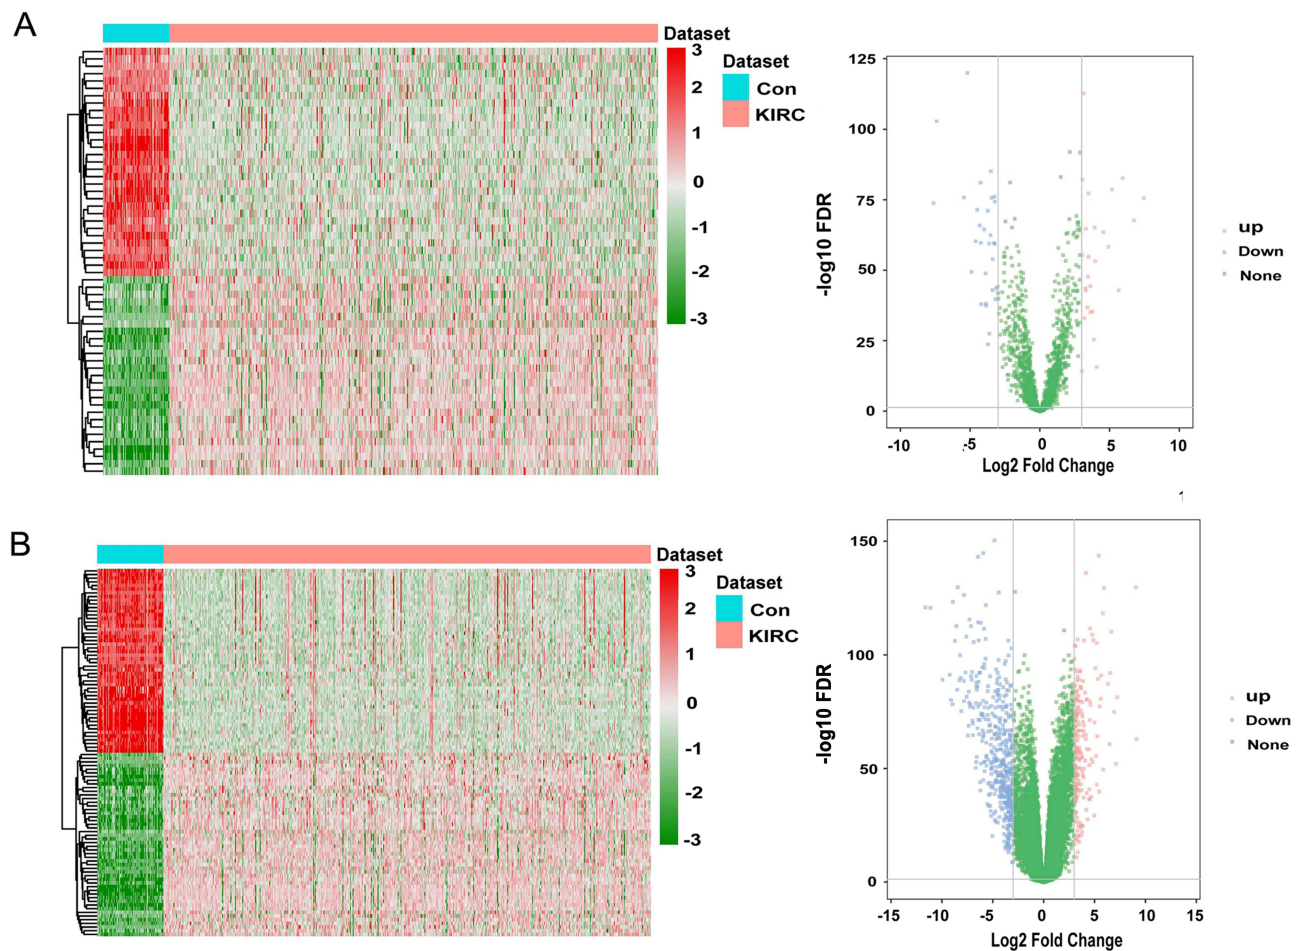 A
Dataset
3
2
1
0
-1
-2
-3
Dataset
Con
KIRC
125
100
75
50
25
0
-log10 FDR
-10
-5
0
5
10
Log2 Fold Change
up
Down
None
B
Dataset
3
2
1
0
-1
-2
-3
Dataset
Con
KIRC
150
100
50
0
-log10 FDR
-15
-10
-5
0
5
10
15
Log2 Fold Change
up
Down
None